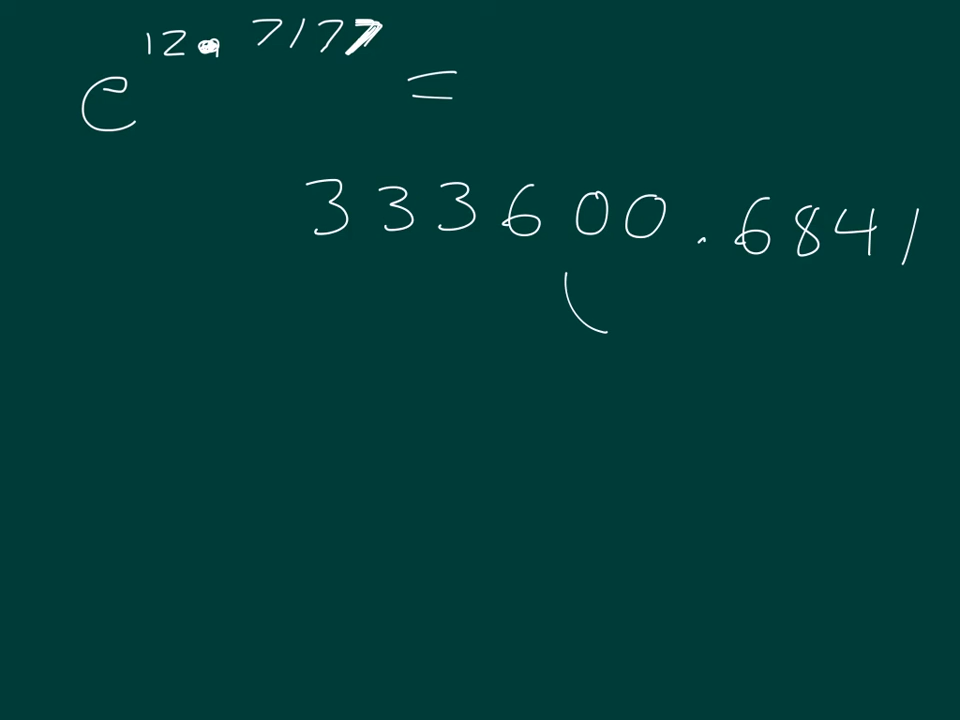 e^12.7177 =
333600.6841
(